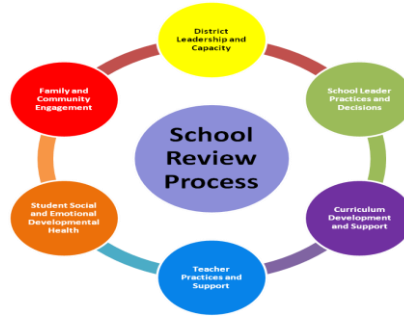 District
Leadership and
Capacity
Family and
Community
Engagement
School Leader
Practices and
Decisions
School
Review
Process
Student Social
and Emotional
Developmental
Health
Curriculum
Development
and Support
Teacher
Practices and
Support